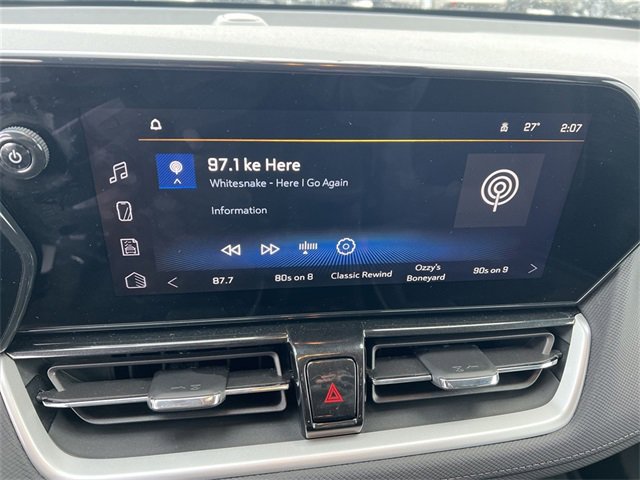 27° 2:07
97.1 ke Here
Whitesnake - Here I Go Again
Information
87.7 80s on 8 Classic Rewind Ozzy's Boneyard 90s on 9